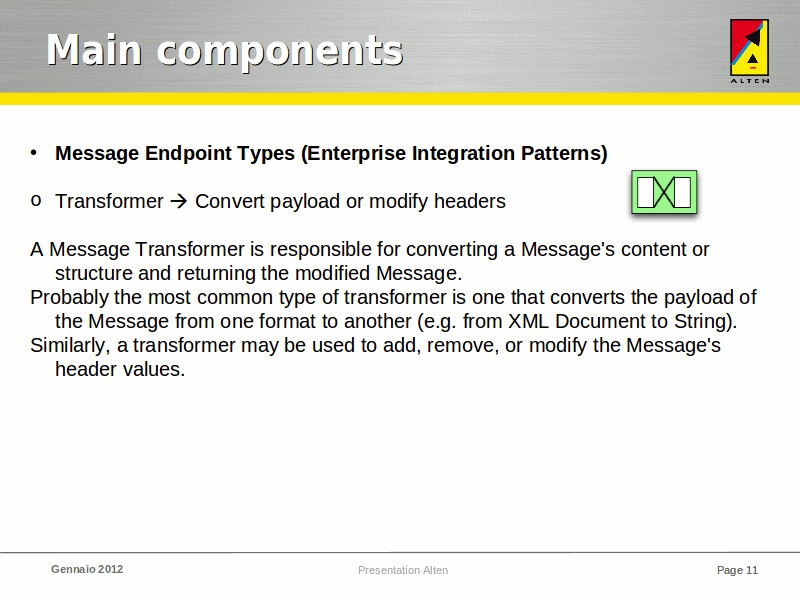 Main components
ALTEN
• Message Endpoint Types (Enterprise Integration Patterns)
o Transformer → Convert payload or modify headers
A Message Transformer is responsible for converting a Message's content or
structure and returning the modified Message.
Probably the most common type of transformer is one that converts the payload of
the Message from one format to another (e.g. from XML Document to String).
Similarly, a transformer may be used to add, remove, or modify the Message's
header values.
Gennaio 2012
Presentation Alten
Page 11